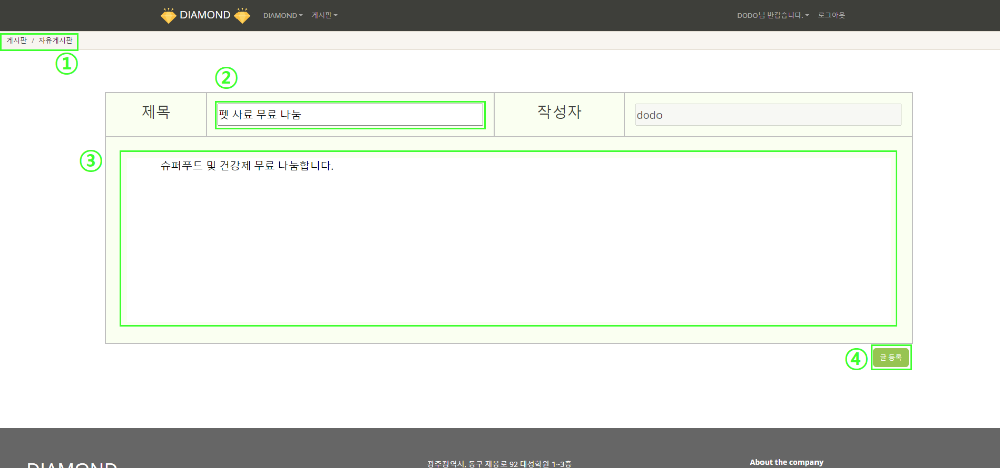 DIAMOND DIAMOND 게시판 DODO님 반갑습니다. 로그아웃
게시판 / 자유게시판
①
②
제목 펫 사료 무료 나눔 작성자 dodo
③
슈퍼푸드 및 건강제 무료 나눔합니다.
④ 글 등록
DIAMOND 광주광역시, 동구 제봉로 92 대성학원 1~3층 About the company